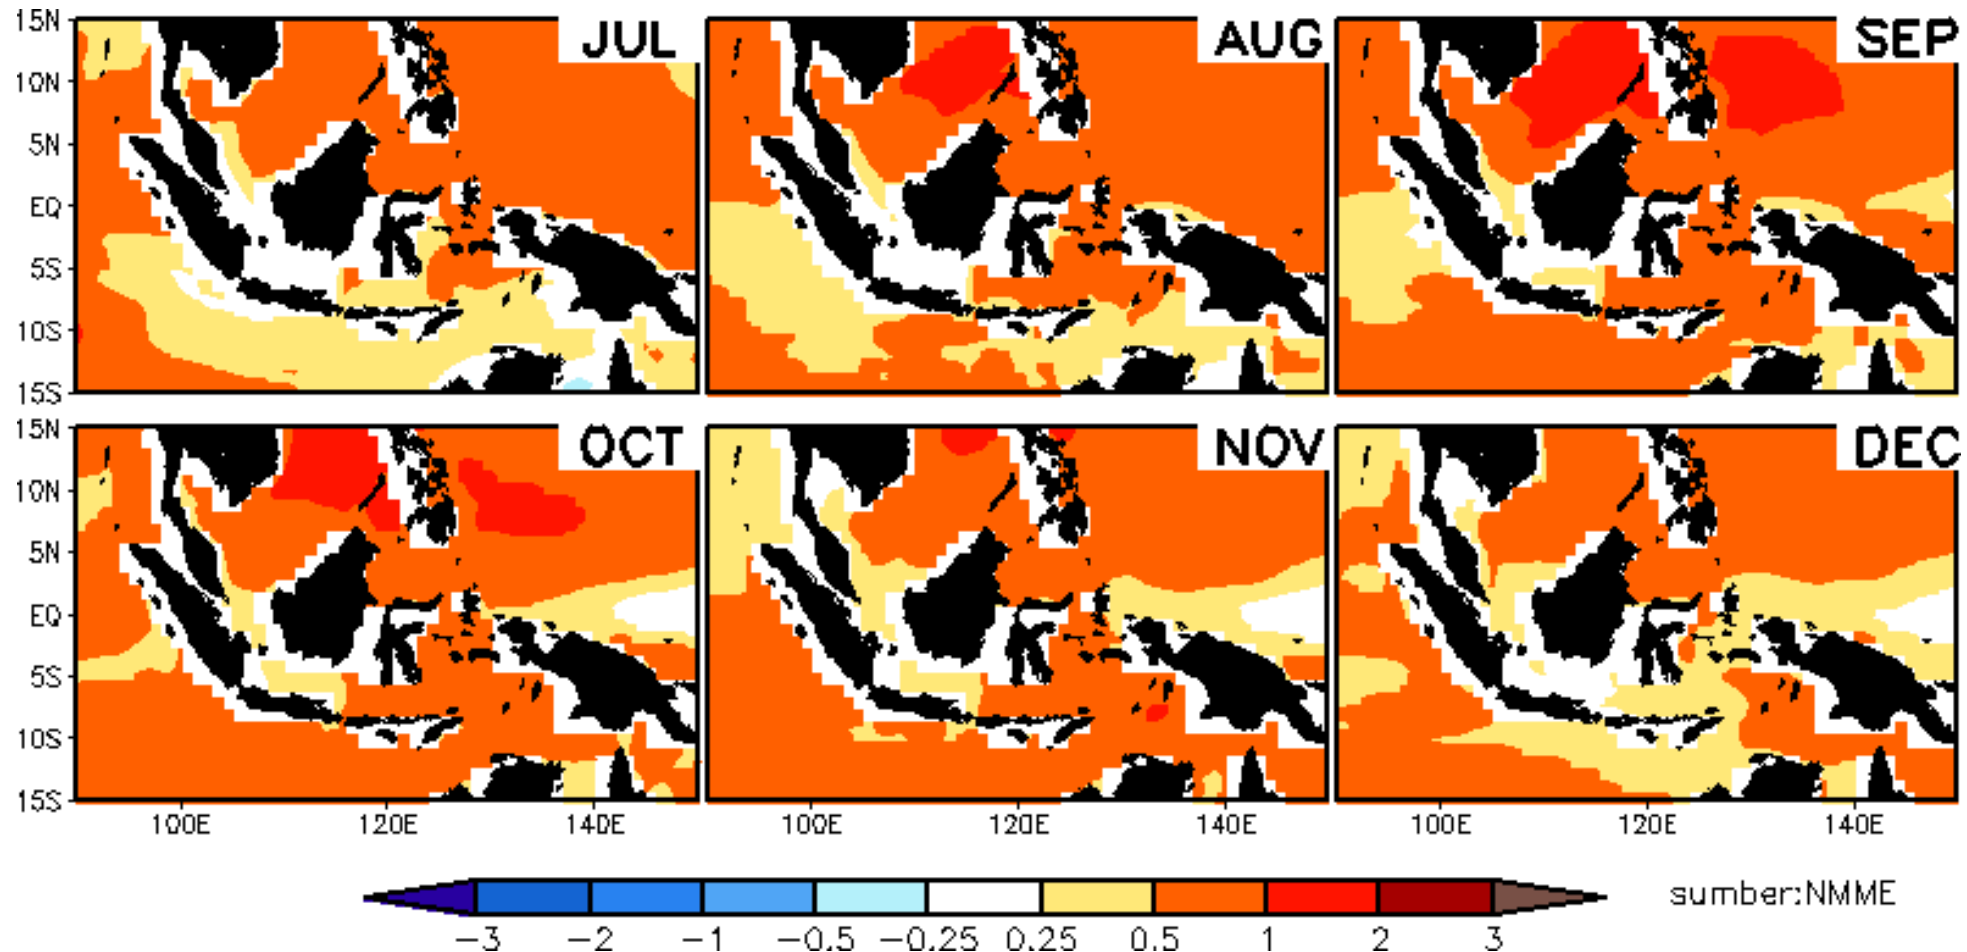 15N JUL AUG SEP
10N
5N
EQ
5S
10S
15S
15N OCT NOV DEC
10N
5N
EQ
5S
10S
15S
100E 120E 140E 100E 120E 140E 100E 120E 140E
sumber:NMME
-3 -2 -1 -0.5 -0.25 0.25 0.5 1 2 3